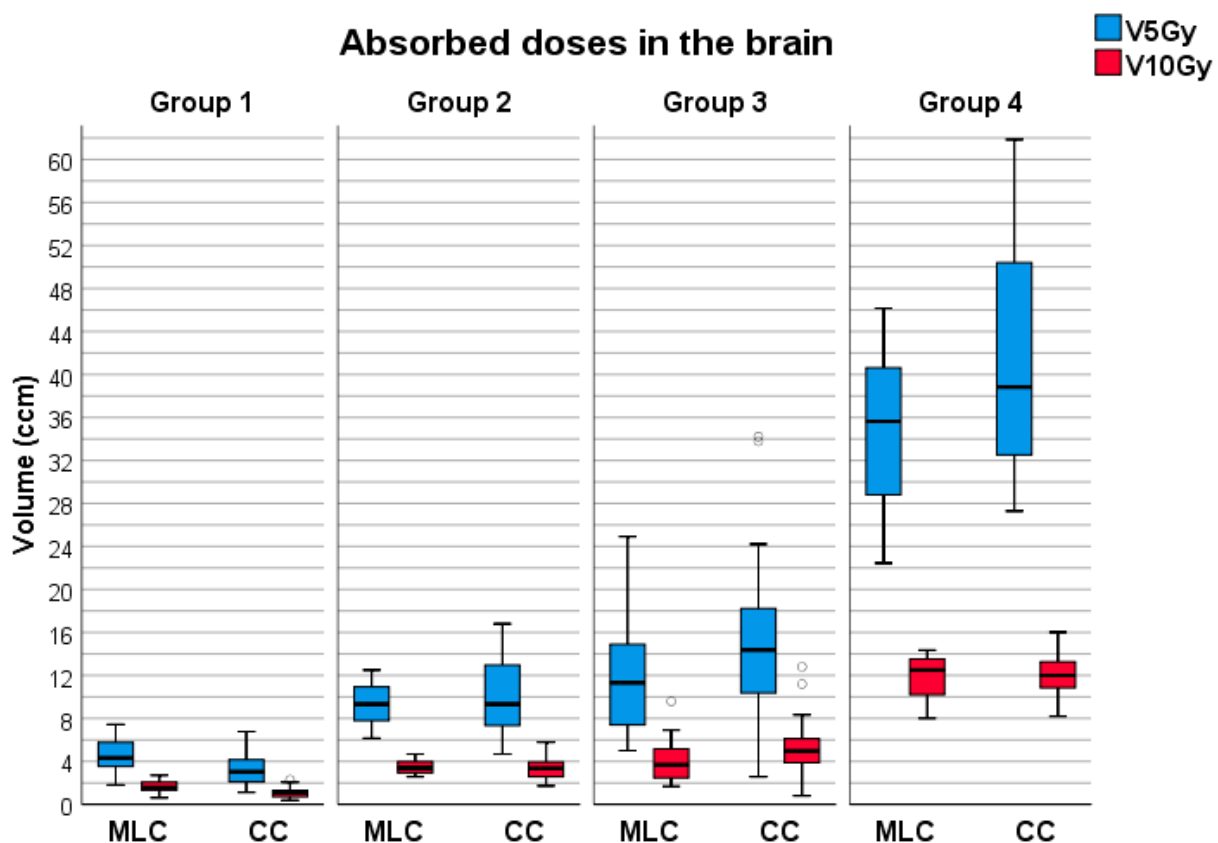 Absorbed doses in the brain
V5Gy
V10Gy
Group 1
Group 2
Group 3
Group 4
Volume (ccm)
60
56
52
48
44
40
36
32
28
24
20
16
12
8
4
0
MLC
CC
MLC
CC
MLC
CC
MLC
CC